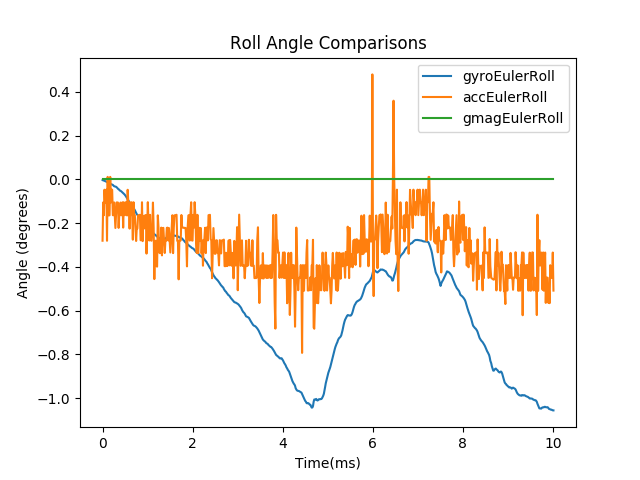 Roll Angle Comparisons
gyroEulerRoll
accEulerRoll
gmagEulerRoll
Angle (degrees)
0.4
0.2
0.0
−0.2
−0.4
−0.6
−0.8
−1.0
0 2 4 6 8 10
Time(ms)